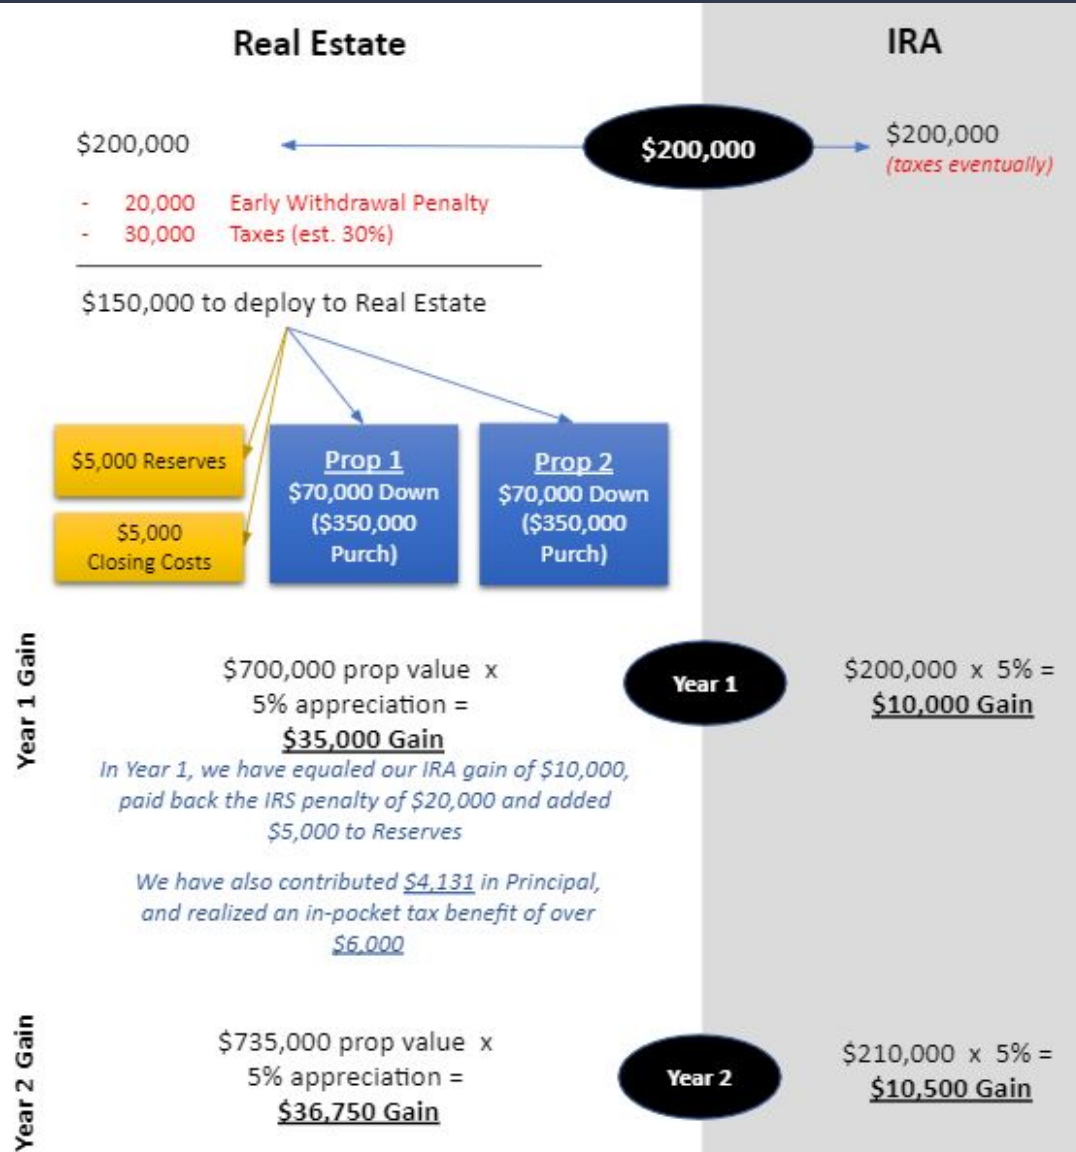 Real Estate
IRA
$200,000
$200,000
$200,000
(taxes eventually)
- 20,000 Early Withdrawal Penalty
- 30,000 Taxes (est. 30%)
$150,000 to deploy to Real Estate
$5,000 Reserves
$5,000
Closing Costs
Prop 1
$70,000 Down
($350,000
Purch)
Prop 2
$70,000 Down
($350,000
Purch)
Year 1 Gain
$700,000 prop value x
5% appreciation =
$35,000 Gain
In Year 1, we have equaled our IRA gain of $10,000,
paid back the IRS penalty of $20,000 and added
$5,000 to Reserves
We have also contributed $4,131 in Principal,
and realized an in-pocket tax benefit of over
$6,000
Year 1
$200,000 x 5% =
$10,000 Gain
Year 2 Gain
$735,000 prop value x
5% appreciation =
$36,750 Gain
Year 2
$210,000 x 5% =
$10,500 Gain